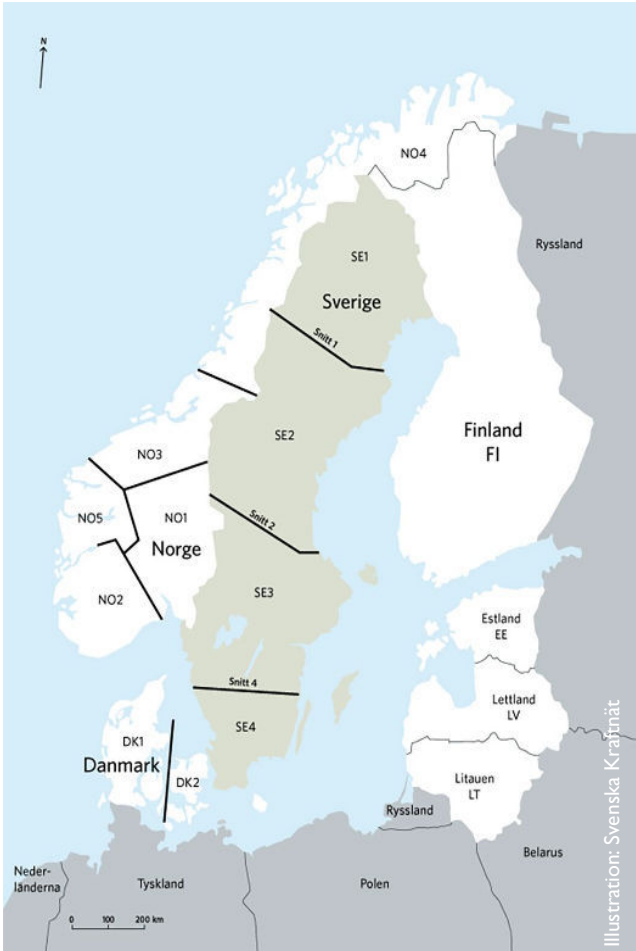 N
NO4
Ryssland
SE1
Sverige
Snitt 1
SE2
Finland
FI
NO3
NO5
NO1
Norge
Snitt 2
NO2
SE3
Estland
EE
Snitt 4
Lettland
LV
SE4
DK1
Danmark
DK2
Litauen
LT
Ryssland
Belarus
Neder-
länderna
Tyskland
Polen
0 100 200 km
Illustration: Svenska Kraftnät